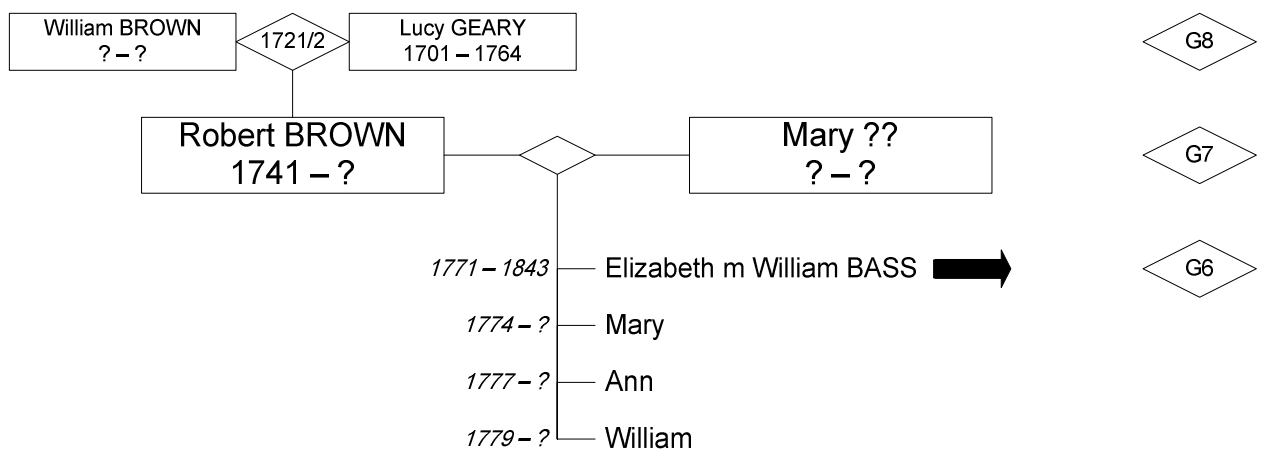 William BROWN
? – ?
1721/2
Lucy GEARY
1701 – 1764
G8
Robert BROWN
1741 – ?
Mary ??
? – ?
G7
1771 – 1843 Elizabeth m William BASS
G6
1774 – ? Mary
1777 – ? Ann
1779 – ? William